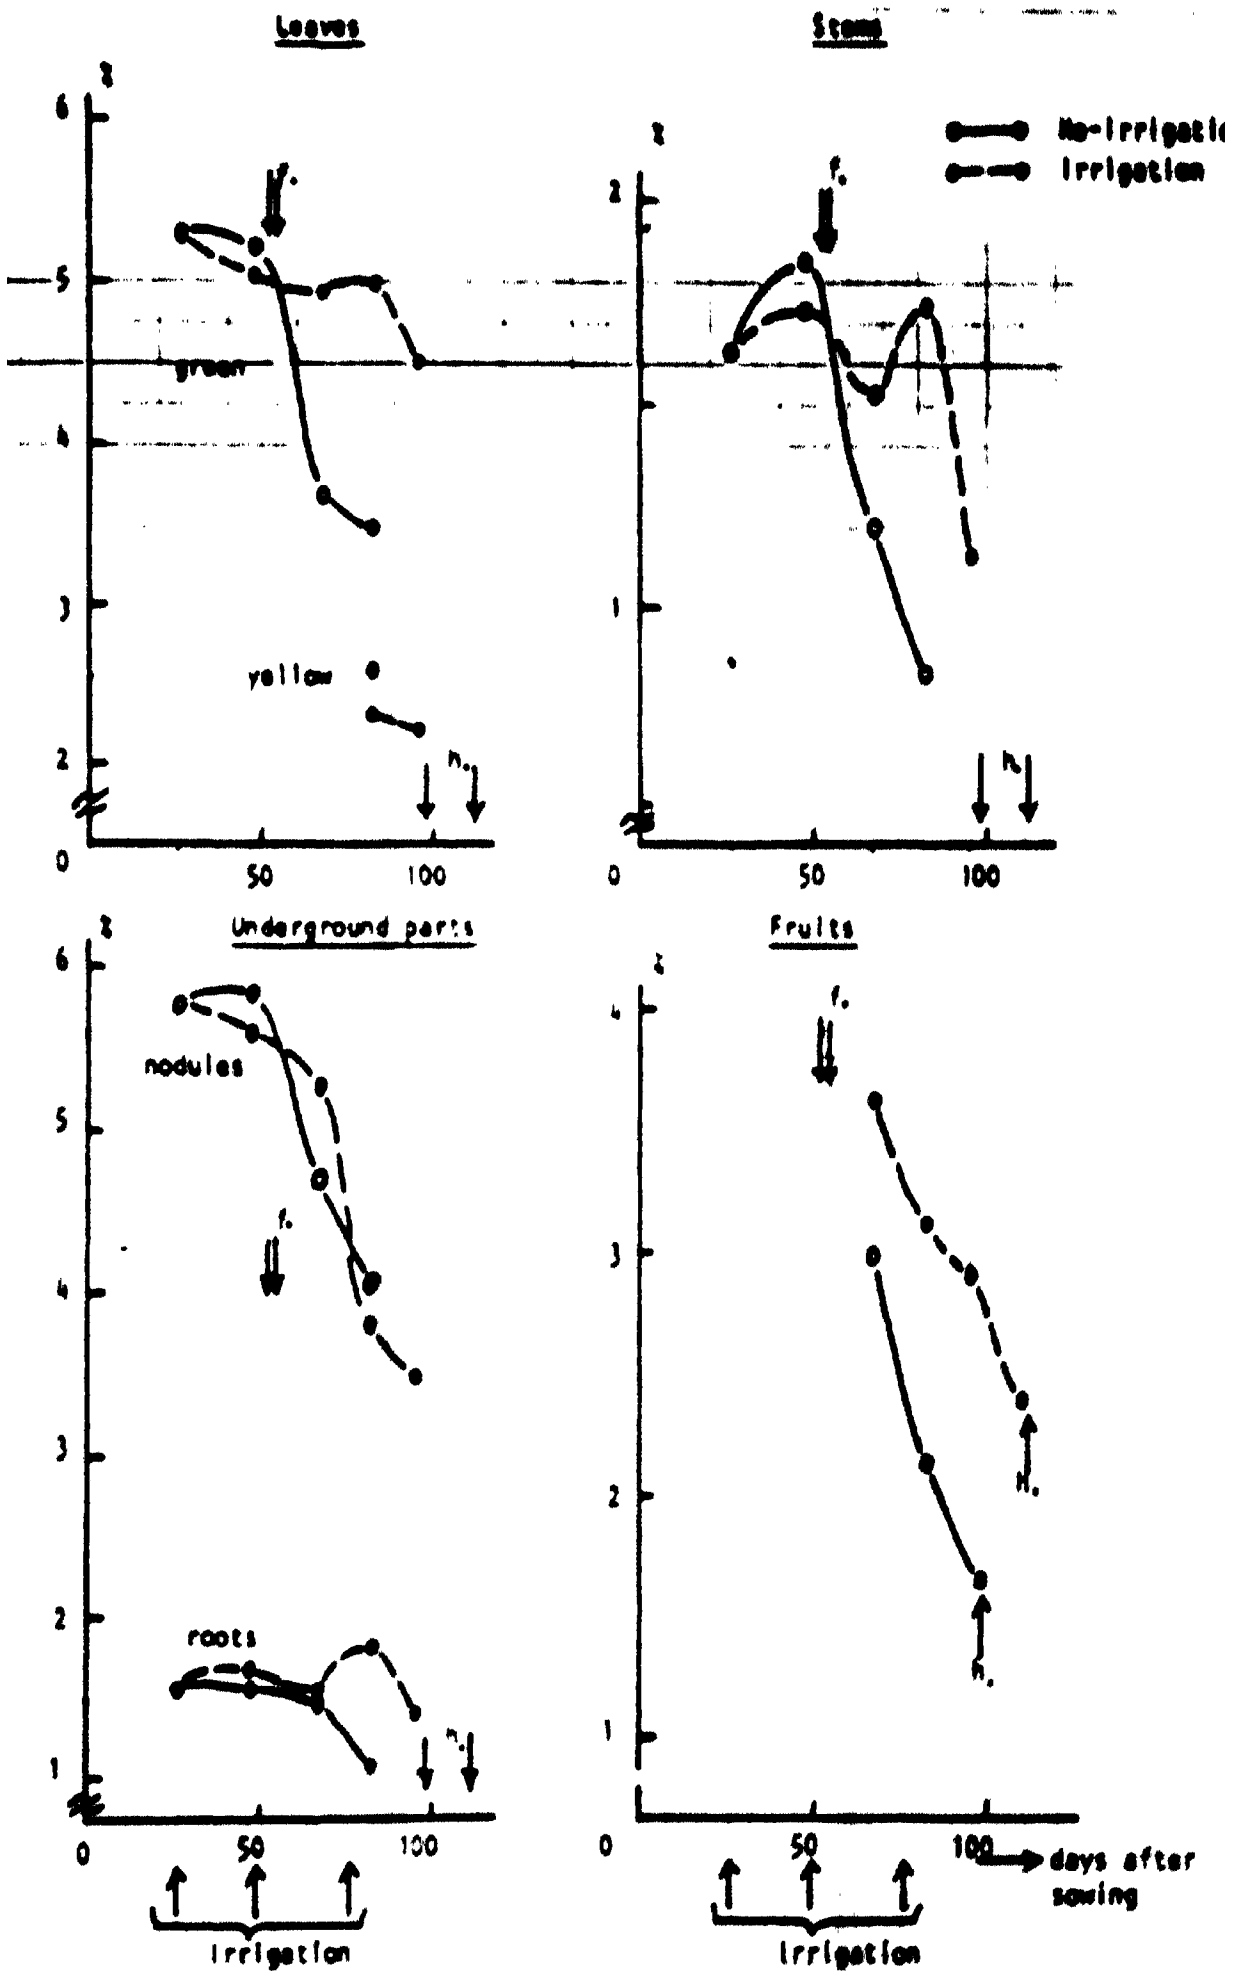 Leaves
Stems
%
6
5
4
3
2
0
50
100
f.
green
yellow
h.
%
2
1
0
50
100
f.
h.
No-irrigatio
Irrigation
Underground parts
%
6
5
4
3
2
1
0
50
100
nodules
f.
roots
h.
Irrigation
Fruits
%
4
3
2
1
0
50
100
f.
H.
h.
days after
sowing
Irrigation